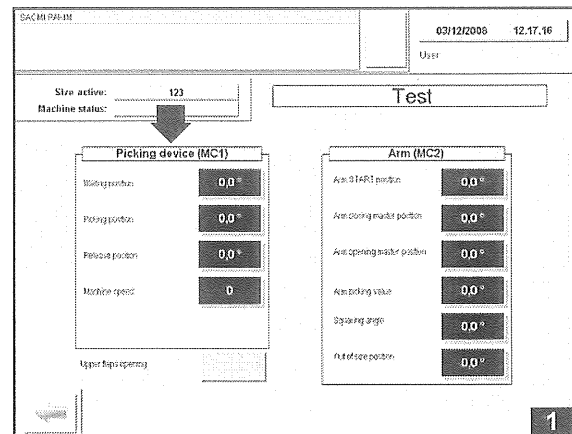 SACMI
03/12/2008 12.17.16
User
Size active: 123
Machine status:
Test
Picking device (MC1)
Waiting position 0,0 °
Picking position 0,0 °
Release position 0,0 °
Machine speed 0
Upper flaps opening
Arm (MC2)
Arm START position 0,0 °
Arm closing master position 0,0 °
Arm opening master position 0,0 °
Arm picking value 0,0 °
Squaring angle 0,0 °
Out of size position 0,0 °
1